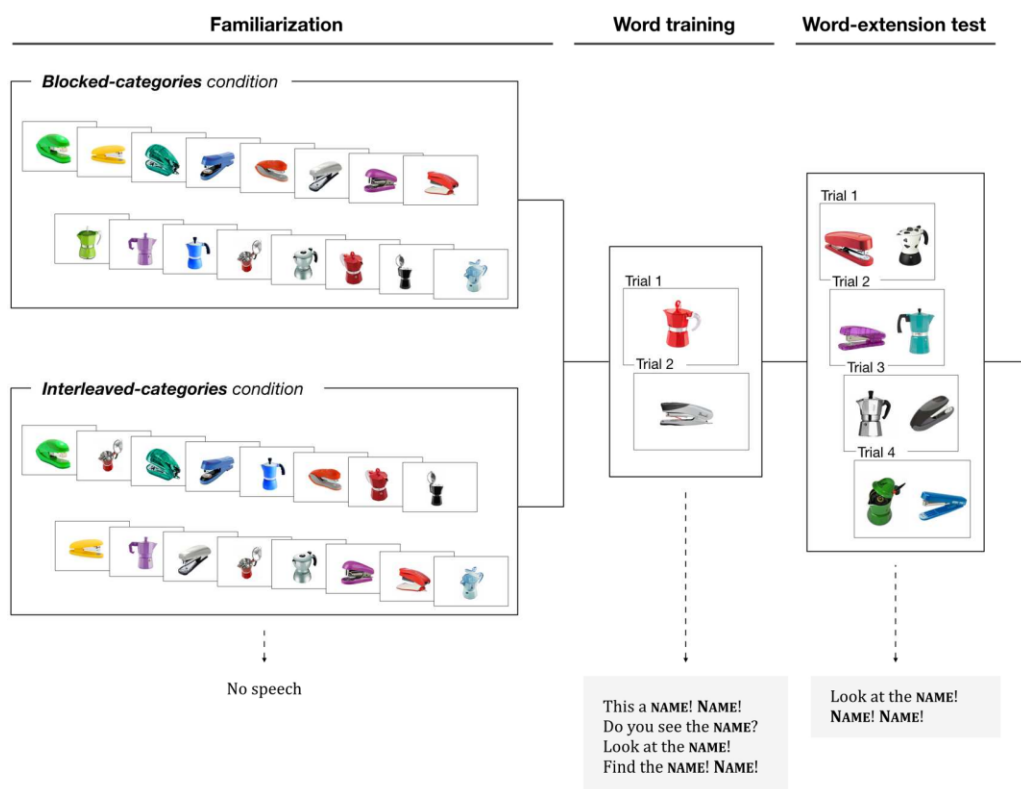 Familiarization
Word training
Word-extension test
Blocked-categories condition
Interleaved-categories condition
No speech
Trial 1
Trial 2
This a NAME! NAME!
Do you see the NAME?
Look at the NAME!
Find the NAME! NAME!
Trial 1
Trial 2
Trial 3
Trial 4
Look at the NAME!
NAME! NAME!